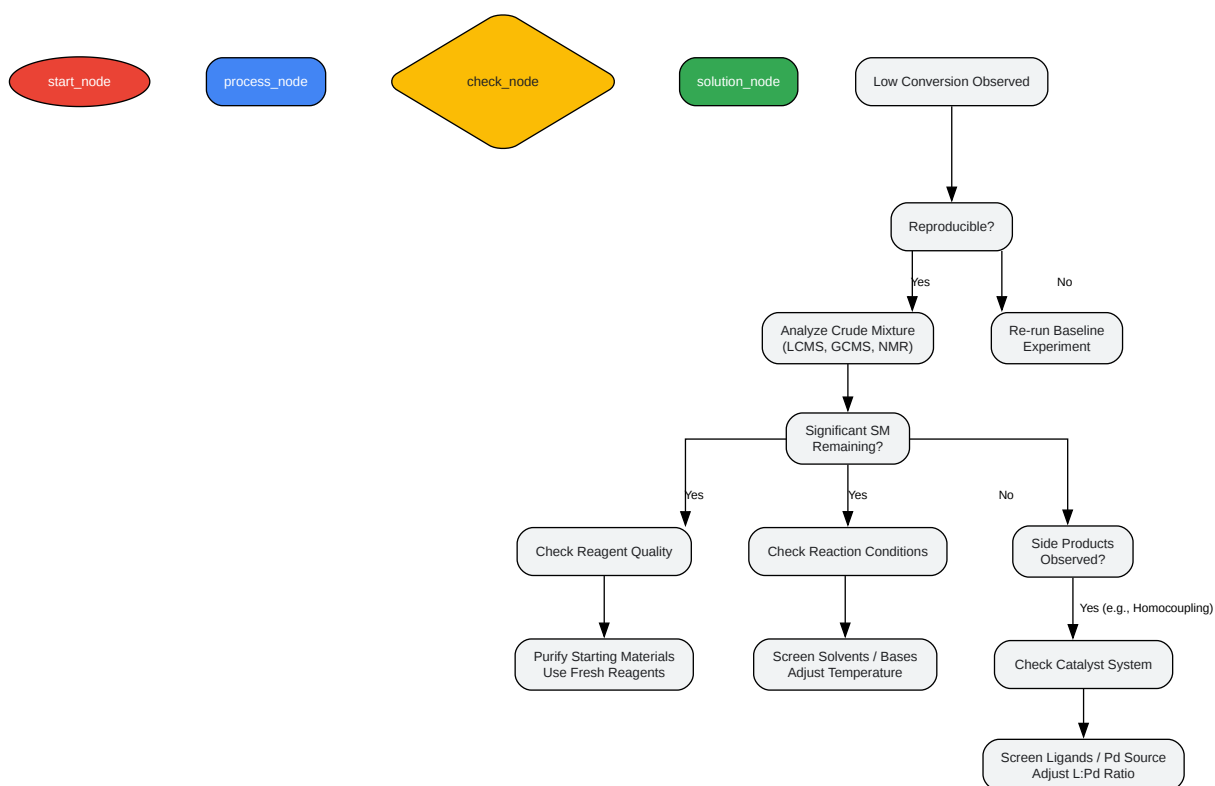 start_node
process_node
check_node
solution_node
Low Conversion Observed
Reproducible?
Yes
No
Analyze Crude Mixture
(LCMS, GCMS, NMR)
Re-run Baseline
Experiment
Significant SM
Remaining?
Yes
Yes
No
Check Reagent Quality
Check Reaction Conditions
Side Products
Observed?
Yes (e.g., Homocoupling)
Purify Starting Materials
Use Fresh Reagents
Screen Solvents / Bases
Adjust Temperature
Check Catalyst System
Screen Ligands / Pd Source
Adjust L:Pd Ratio